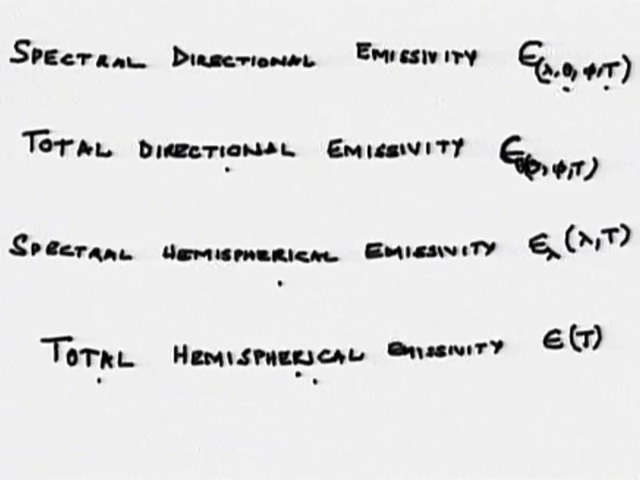 SPECTRAL DIRECTIONAL EMISSIVITY ϵ(λ,θ,ϕ,T)
TOTAL DIRECTIONAL EMISSIVITY ϵ(θ,ϕ,T)
SPECTRAL HEMISPHERICAL EMISSIVITY ϵλ(λ,T)
TOTAL HEMISPHERICAL EMISSIVITY ϵ(T)